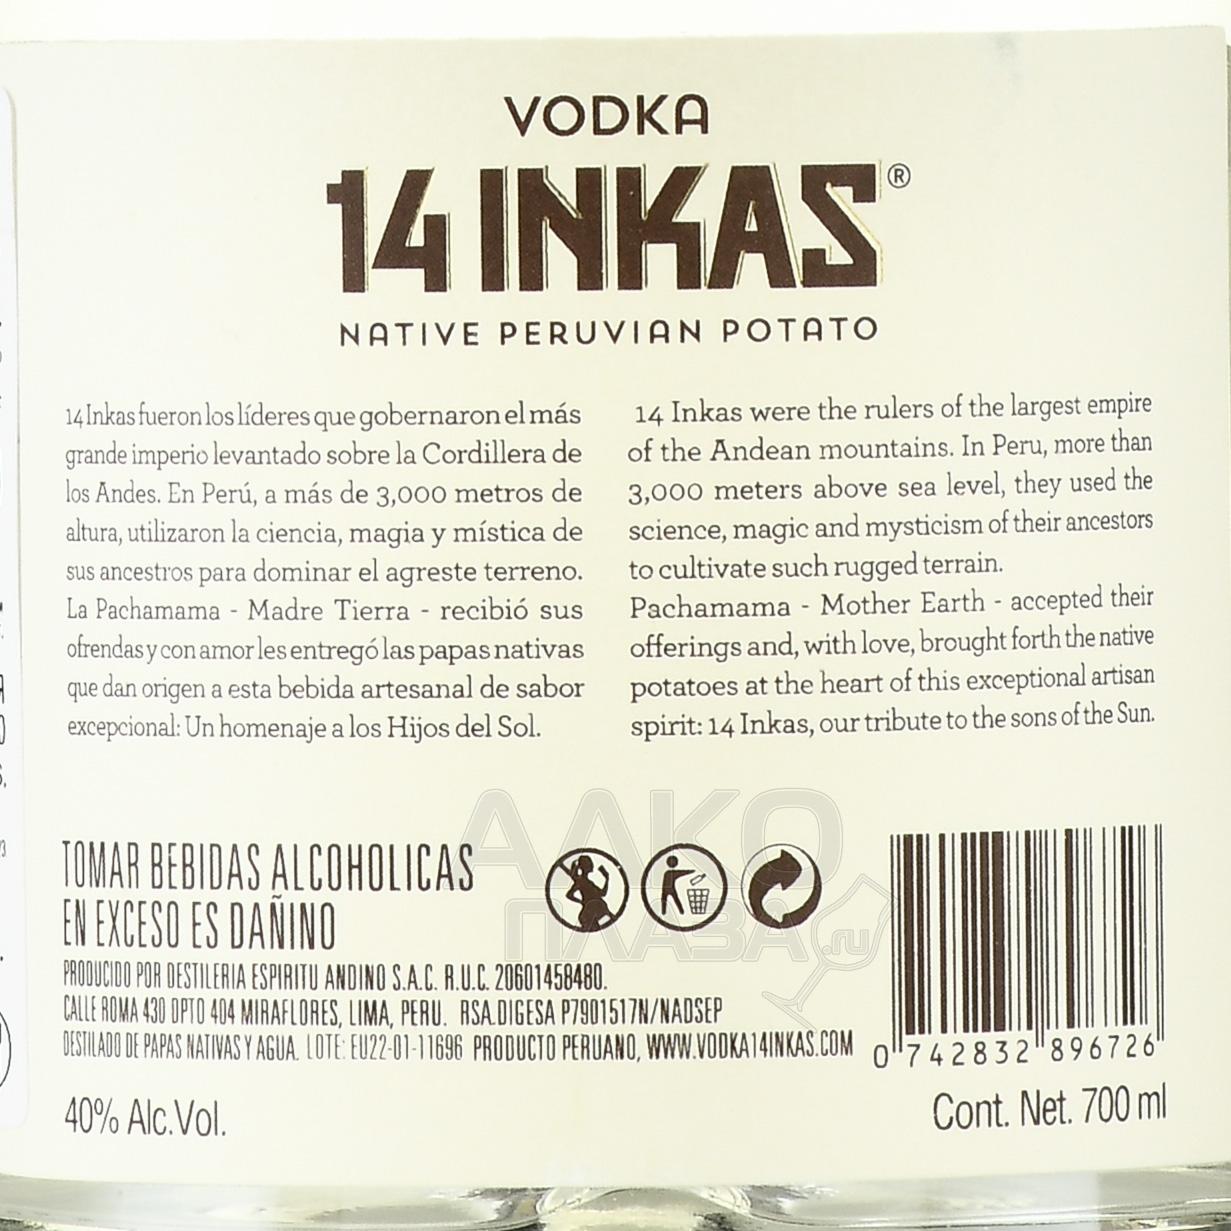 VODKA
14 INKAS®
NATIVE PERUVIAN POTATO
14 Inkas fueron los líderes que gobernaron el más
grande imperio levantado sobre la Cordillera de
los Andes. En Perú, a más de 3,000 metros de
altura, utilizaron la ciencia, magia y mística de
sus ancestros para dominar el agreste terreno.
La Pachamama - Madre Tierra - recibió sus
ofrendas y con amor les entregó las papas nativas
que dan origen a esta bebida artesanal de sabor
excepcional: Un homenaje a los Hijos del Sol.
14 Inkas were the rulers of the largest empire
of the Andean mountains. In Peru, more than
3,000 meters above sea level, they used the
science, magic and mysticism of their ancestors
to cultivate such rugged terrain.
Pachamama - Mother Earth - accepted their
offerings and, with love, brought forth the native
potatoes at the heart of this exceptional artisan
spirit: 14 Inkas, our tribute to the sons of the Sun.
TOMAR BEBIDAS ALCOHOLICAS
EN EXCESO ES DAÑINO
PRODUCIDO POR DESTILERIA ESPIRITU ANDINO S.A.C. R.U.C. 20601458480.
CALLE ROMA 430 DPTO 404 MIRAFLORES, LIMA, PERU. RSA.DIGESA P7901517N/NADSEP
DESTILADO DE PAPAS NATIVAS Y AGUA. LOTE: EU22-01-11696 PRODUCTO PERUANO, WWW.VODKA14INKAS.COM
40% Alc.Vol.
ААКО
ПЛАЗА.ru
0 742832 896726
Cont. Net. 700 ml